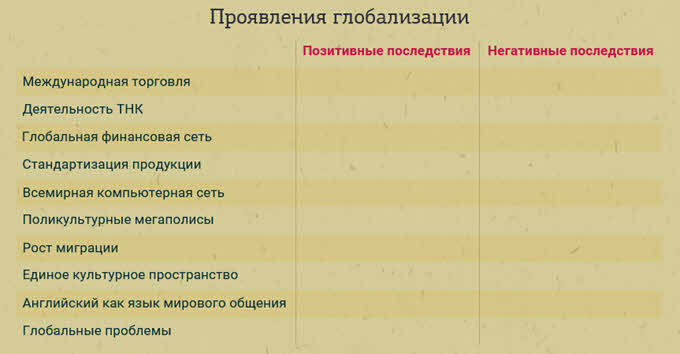 Проявления глобализации
Позитивные последствия Негативные последствия
Международная торговля
Деятельность ТНК
Глобальная финансовая сеть
Стандартизация продукции
Всемирная компьютерная сеть
Поликультурные мегаполисы
Рост миграции
Единое культурное пространство
Английский как язык мирового общения
Глобальные проблемы